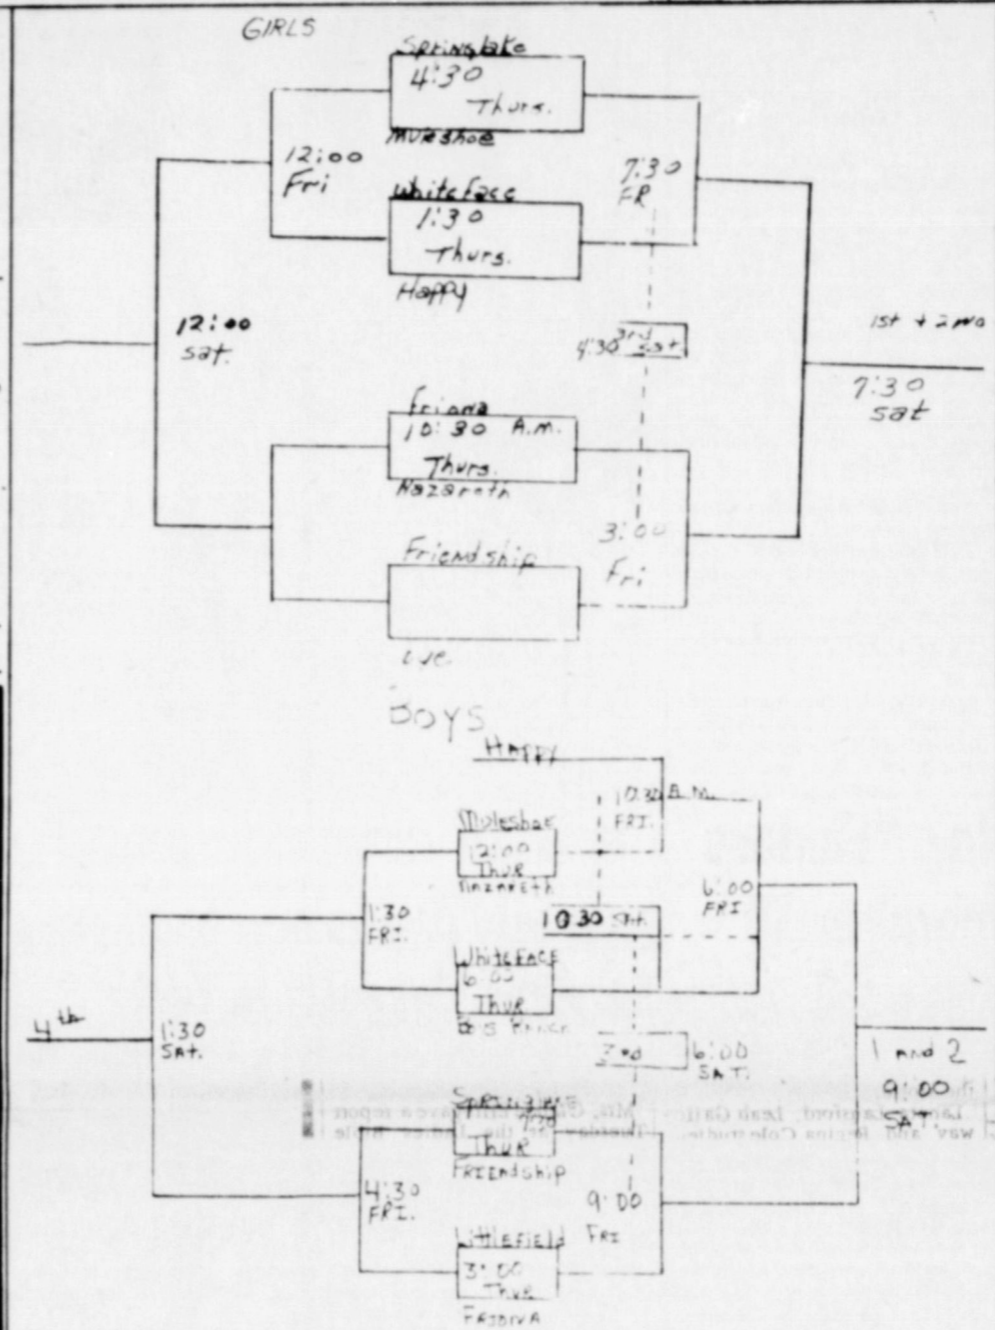 GIRLS
Springlake
4:30
Thurs.
Muleshoe
12:00
Fri
7:30
FR
WhiteFace
1:30
Thurs.
Happy
12:00
sat.
3rd
4:30 Sat
1st + 2nd
7:30
sat
Friona
10:30 A.m.
Thurs.
Nazareth
3:00
Fri
Friendship
BOYS
HAPPY
10:30 A.M.
FRI.
Muleshoe
12:00
Thur
NAZARETH
1:30
FRI.
6:00
FRI
10 30 Sat.
WhiteFACE
6:00
Thur
BOYS RANCH
4th
1:30
SAT.
3rd
6:00
SAT.
1 AND 2
9:00
SAT.
SPRINGLAKE
Thur
FRIENDship
4:30
FRI.
9:00
FRI
Littlefield
3:00
Thur
FRIONA